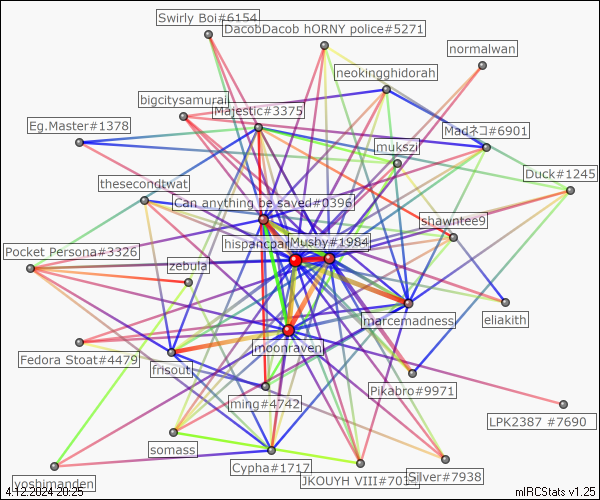 Swirly Boi#6154
DacobDacob hORNY police#5271
normalwan
neokingghidorah
bigcitysamurai
Majestic#3375
Eg.Master#1378
Madネコ#6901
mukszi
Duck#1245
thesecondtwat
Can anything be saved#0396
shawntee9
hispancpar
Mushy#1984
Pocket Persona#3326
zebula
marcemadness
eliakith
moonraven
Fedora Stoat#4479
frisout
Pikabro#9971
ming#4742
LPK2387 #7690
somass
Cypha#1717
JKOUYH VIII#701
Silver#7938
yoshimanden
4.12.2024 20:25
mIRCStats v1.25